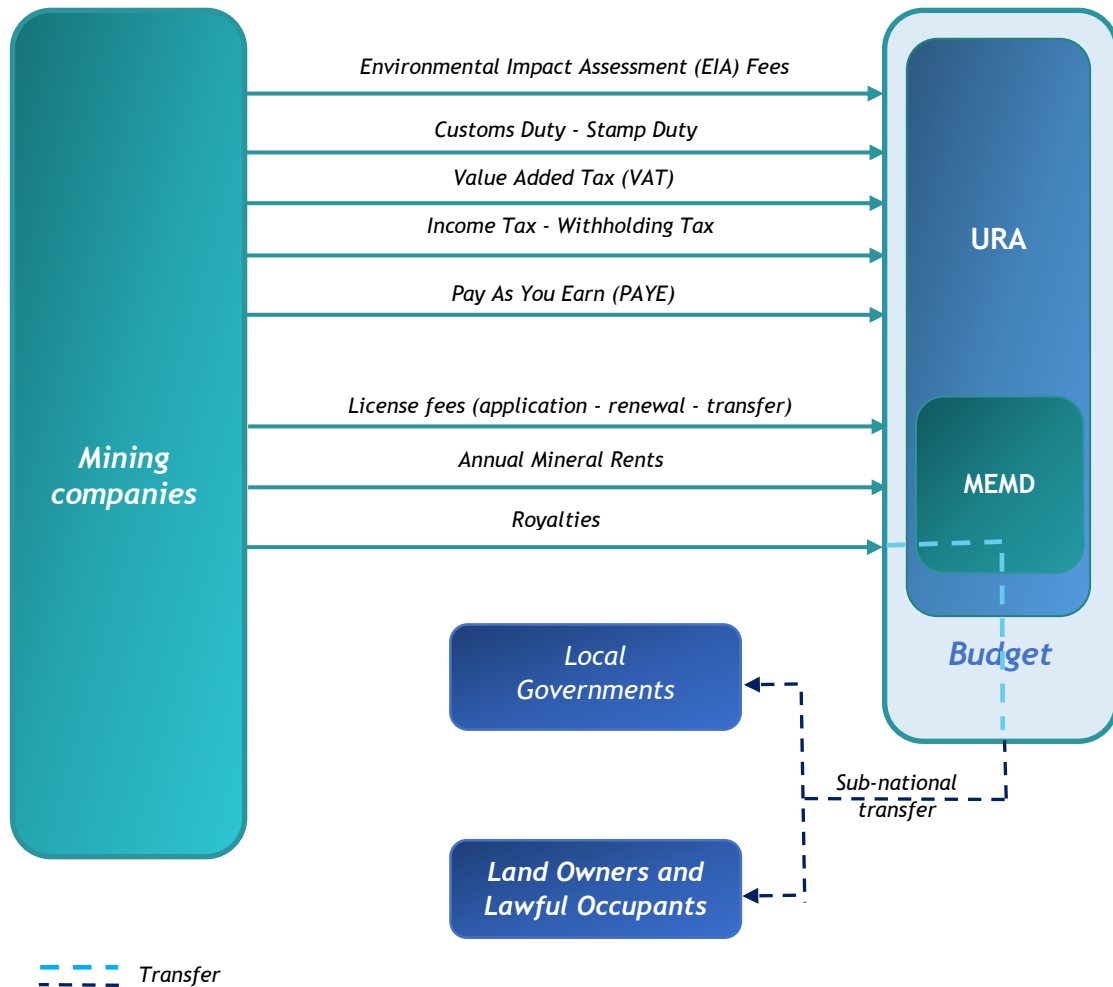 Environmental Impact Assessment (EIA) Fees
Customs Duty - Stamp Duty
Value Added Tax (VAT)
Income Tax - Withholding Tax
URA
Pay As You Earn (PAYE)
License fees (application - renewal - transfer)
Mining
companies
Annual Mineral Rents
MEMD
Royalties
Local
Governments
Budget
Sub-national
transfer
Land Owners and
Lawful Occupants
Transfer